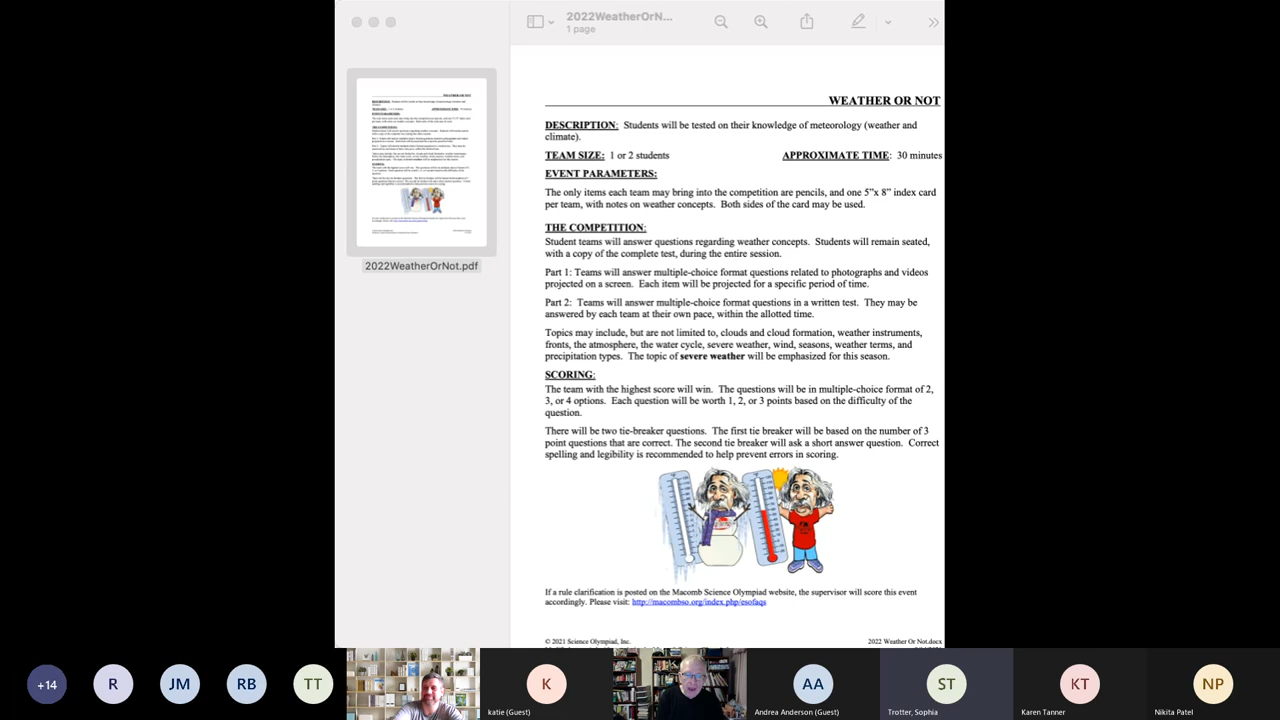 2022WeatherOrN...
1 page
2022WeatherOrNot.pdf
WEATHER OR NOT
DESCRIPTION: Students will be tested on their knowledge of meteorology (weather and
climate).
TEAM SIZE: 1 or 2 students APPROXIMATE TIME: 30 minutes
EVENT PARAMETERS:
The only items each team may bring into the competition are pencils, and one 5”x 8” index card
per team, with notes on weather concepts. Both sides of the card may be used.
THE COMPETITION:
Student teams will answer questions regarding weather concepts. Students will remain seated,
with a copy of the complete test, during the entire session.
Part 1: Teams will answer multiple-choice format questions related to photographs and videos
projected on a screen. Each item will be projected for a specific period of time.
Part 2: Teams will answer multiple-choice format questions in a written test. They may be
answered by each team at their own pace, within the allotted time.
Topics may include, but are not limited to, clouds and cloud formation, weather instruments,
fronts, the atmosphere, the water cycle, severe weather, wind, seasons, weather terms, and
precipitation types. The topic of severe weather will be emphasized for this season.
SCORING:
The team with the highest score will win. The questions will be in multiple-choice format of 2,
3, or 4 options. Each question will be worth 1, 2, or 3 points based on the difficulty of the
question.
There will be two tie-breaker questions. The first tie breaker will be based on the number of 3
point questions that are correct. The second tie breaker will ask a short answer question. Correct
spelling and legibility is recommended to help prevent errors in scoring.
If a rule clarification is posted on the Macomb Science Olympiad website, the supervisor will score this event
accordingly. Please visit: http://macombso.org/index.php/esofaqs
© 2021 Science Olympiad, Inc. 2022 Weather Or Not.docx
+14 R JM RB TT K AA ST KT NP
katie (Guest) Andrea Anderson (Guest) Trotter, Sophia Karen Tanner Nikita Patel